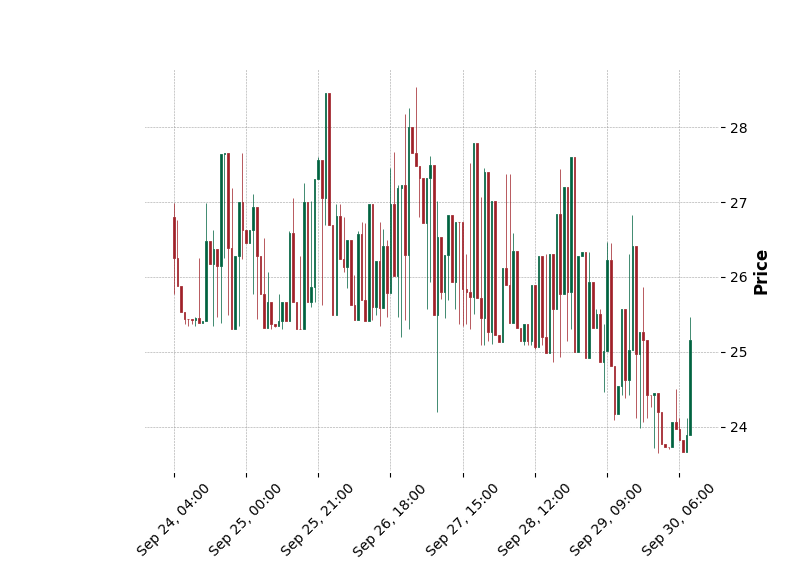 28
27
26
25
24
Price
Sep 24, 04:00
Sep 25, 00:00
Sep 25, 21:00
Sep 26, 18:00
Sep 27, 15:00
Sep 28, 12:00
Sep 29, 09:00
Sep 30, 06:00